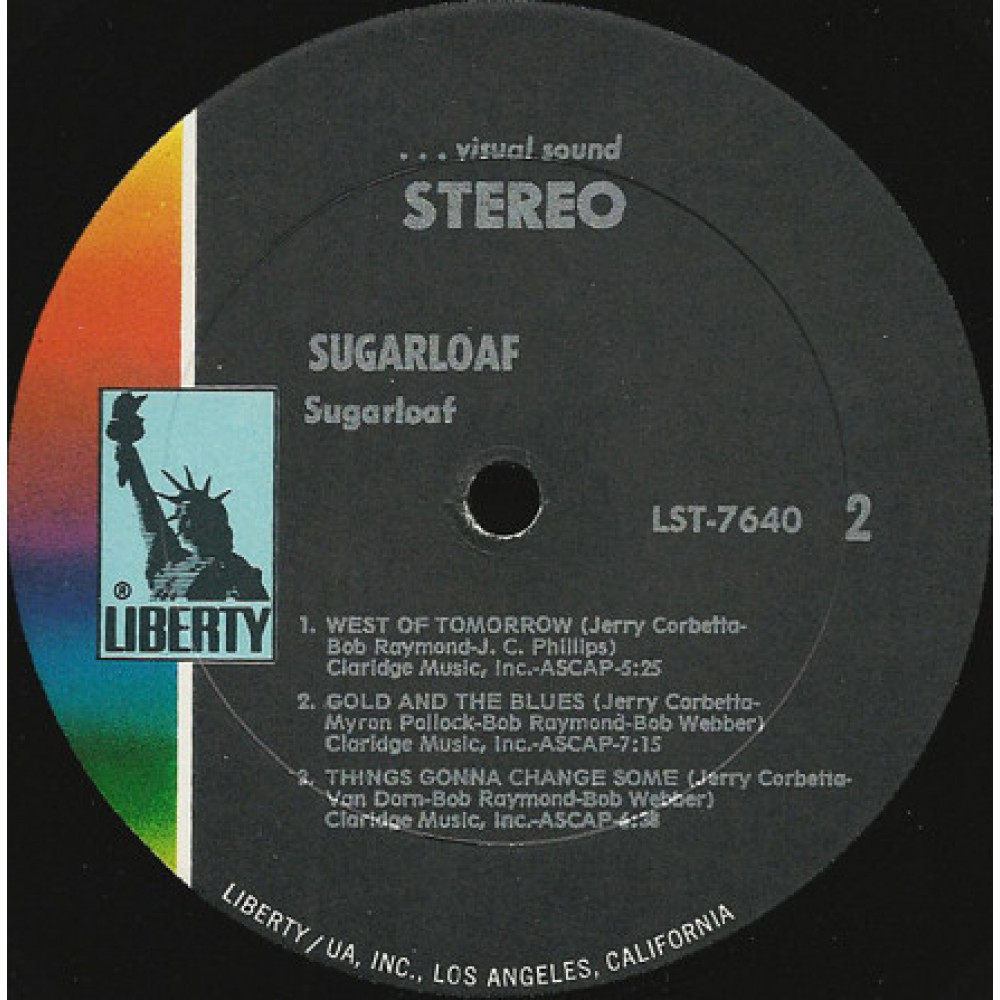 . . . visual sound
STEREO
SUGARLOAF
Sugarloaf
LST-7640 2
® LIBERTY
1. WEST OF TOMORROW (Jerry Corbetta-
Bob Raymond-J. C. Phillips)
Claridge Music, Inc.-ASCAP-5:25
2. GOLD AND THE BLUES (Jerry Corbetta-
Myron Pollock-Bob Raymond-Bob Webber)
Claridge Music, Inc.-ASCAP-7:15
3. THINGS GONNA CHANGE SOME (Jerry Corbetta-
Van Dorn-Bob Raymond-Bob Webber)
Claridge Music, Inc.-ASCAP-6:38
LIBERTY/UA, INC., LOS ANGELES, CALIFORNIA